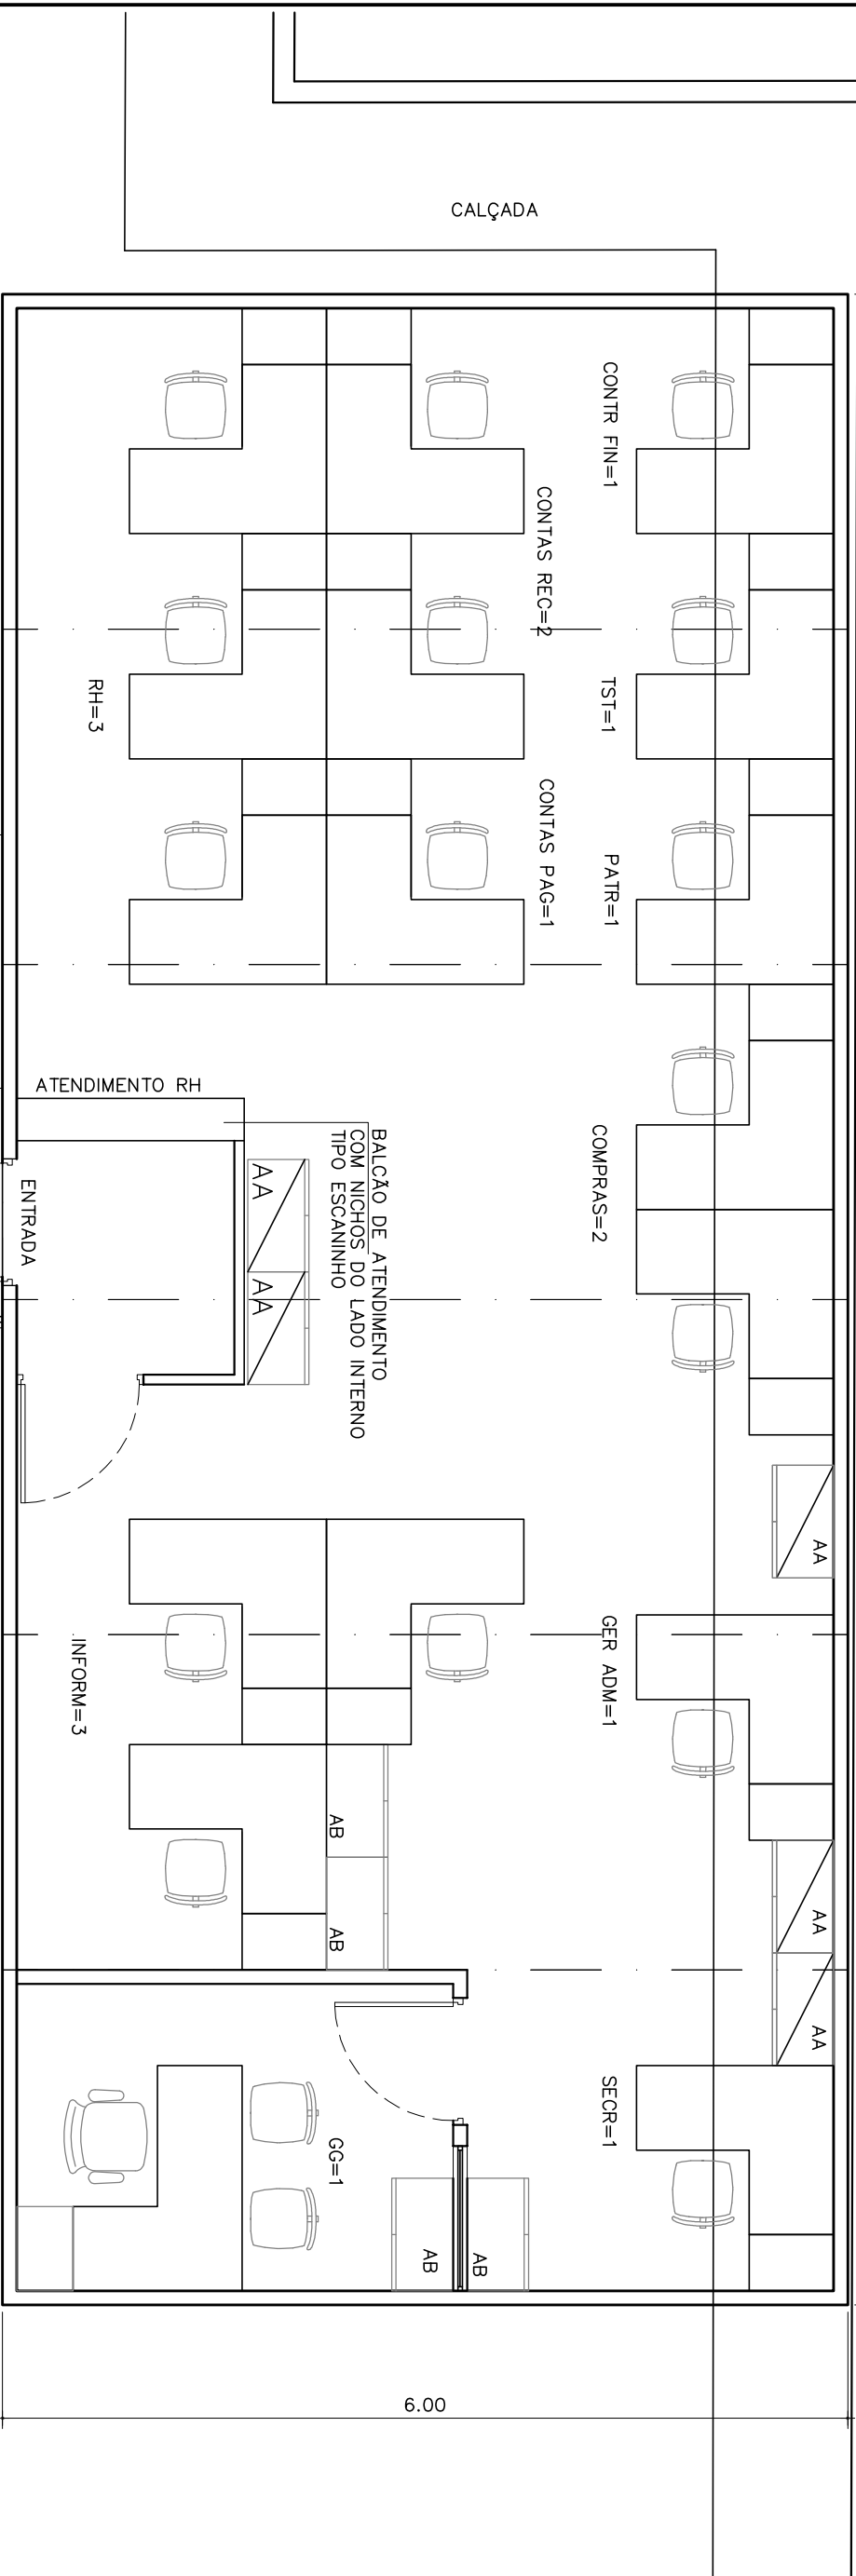 CALÇADA
CONTR FIN=1
CONTAS REC=2
RH=3
TST=1
CONTAS PAG=1
PATR=1
ATENDIMENTO RH
BALCÃO DE ATENDIMENTO
COM NICHOS DO LADO INTERNO
TIPO ESCANINHO
COMPRAS=2
ENTRADA
AA
AA
AA
GER ADM=1
INFORM=3
AB
AB
AA
AA
SECR=1
GG=1
AB
AB
6.00